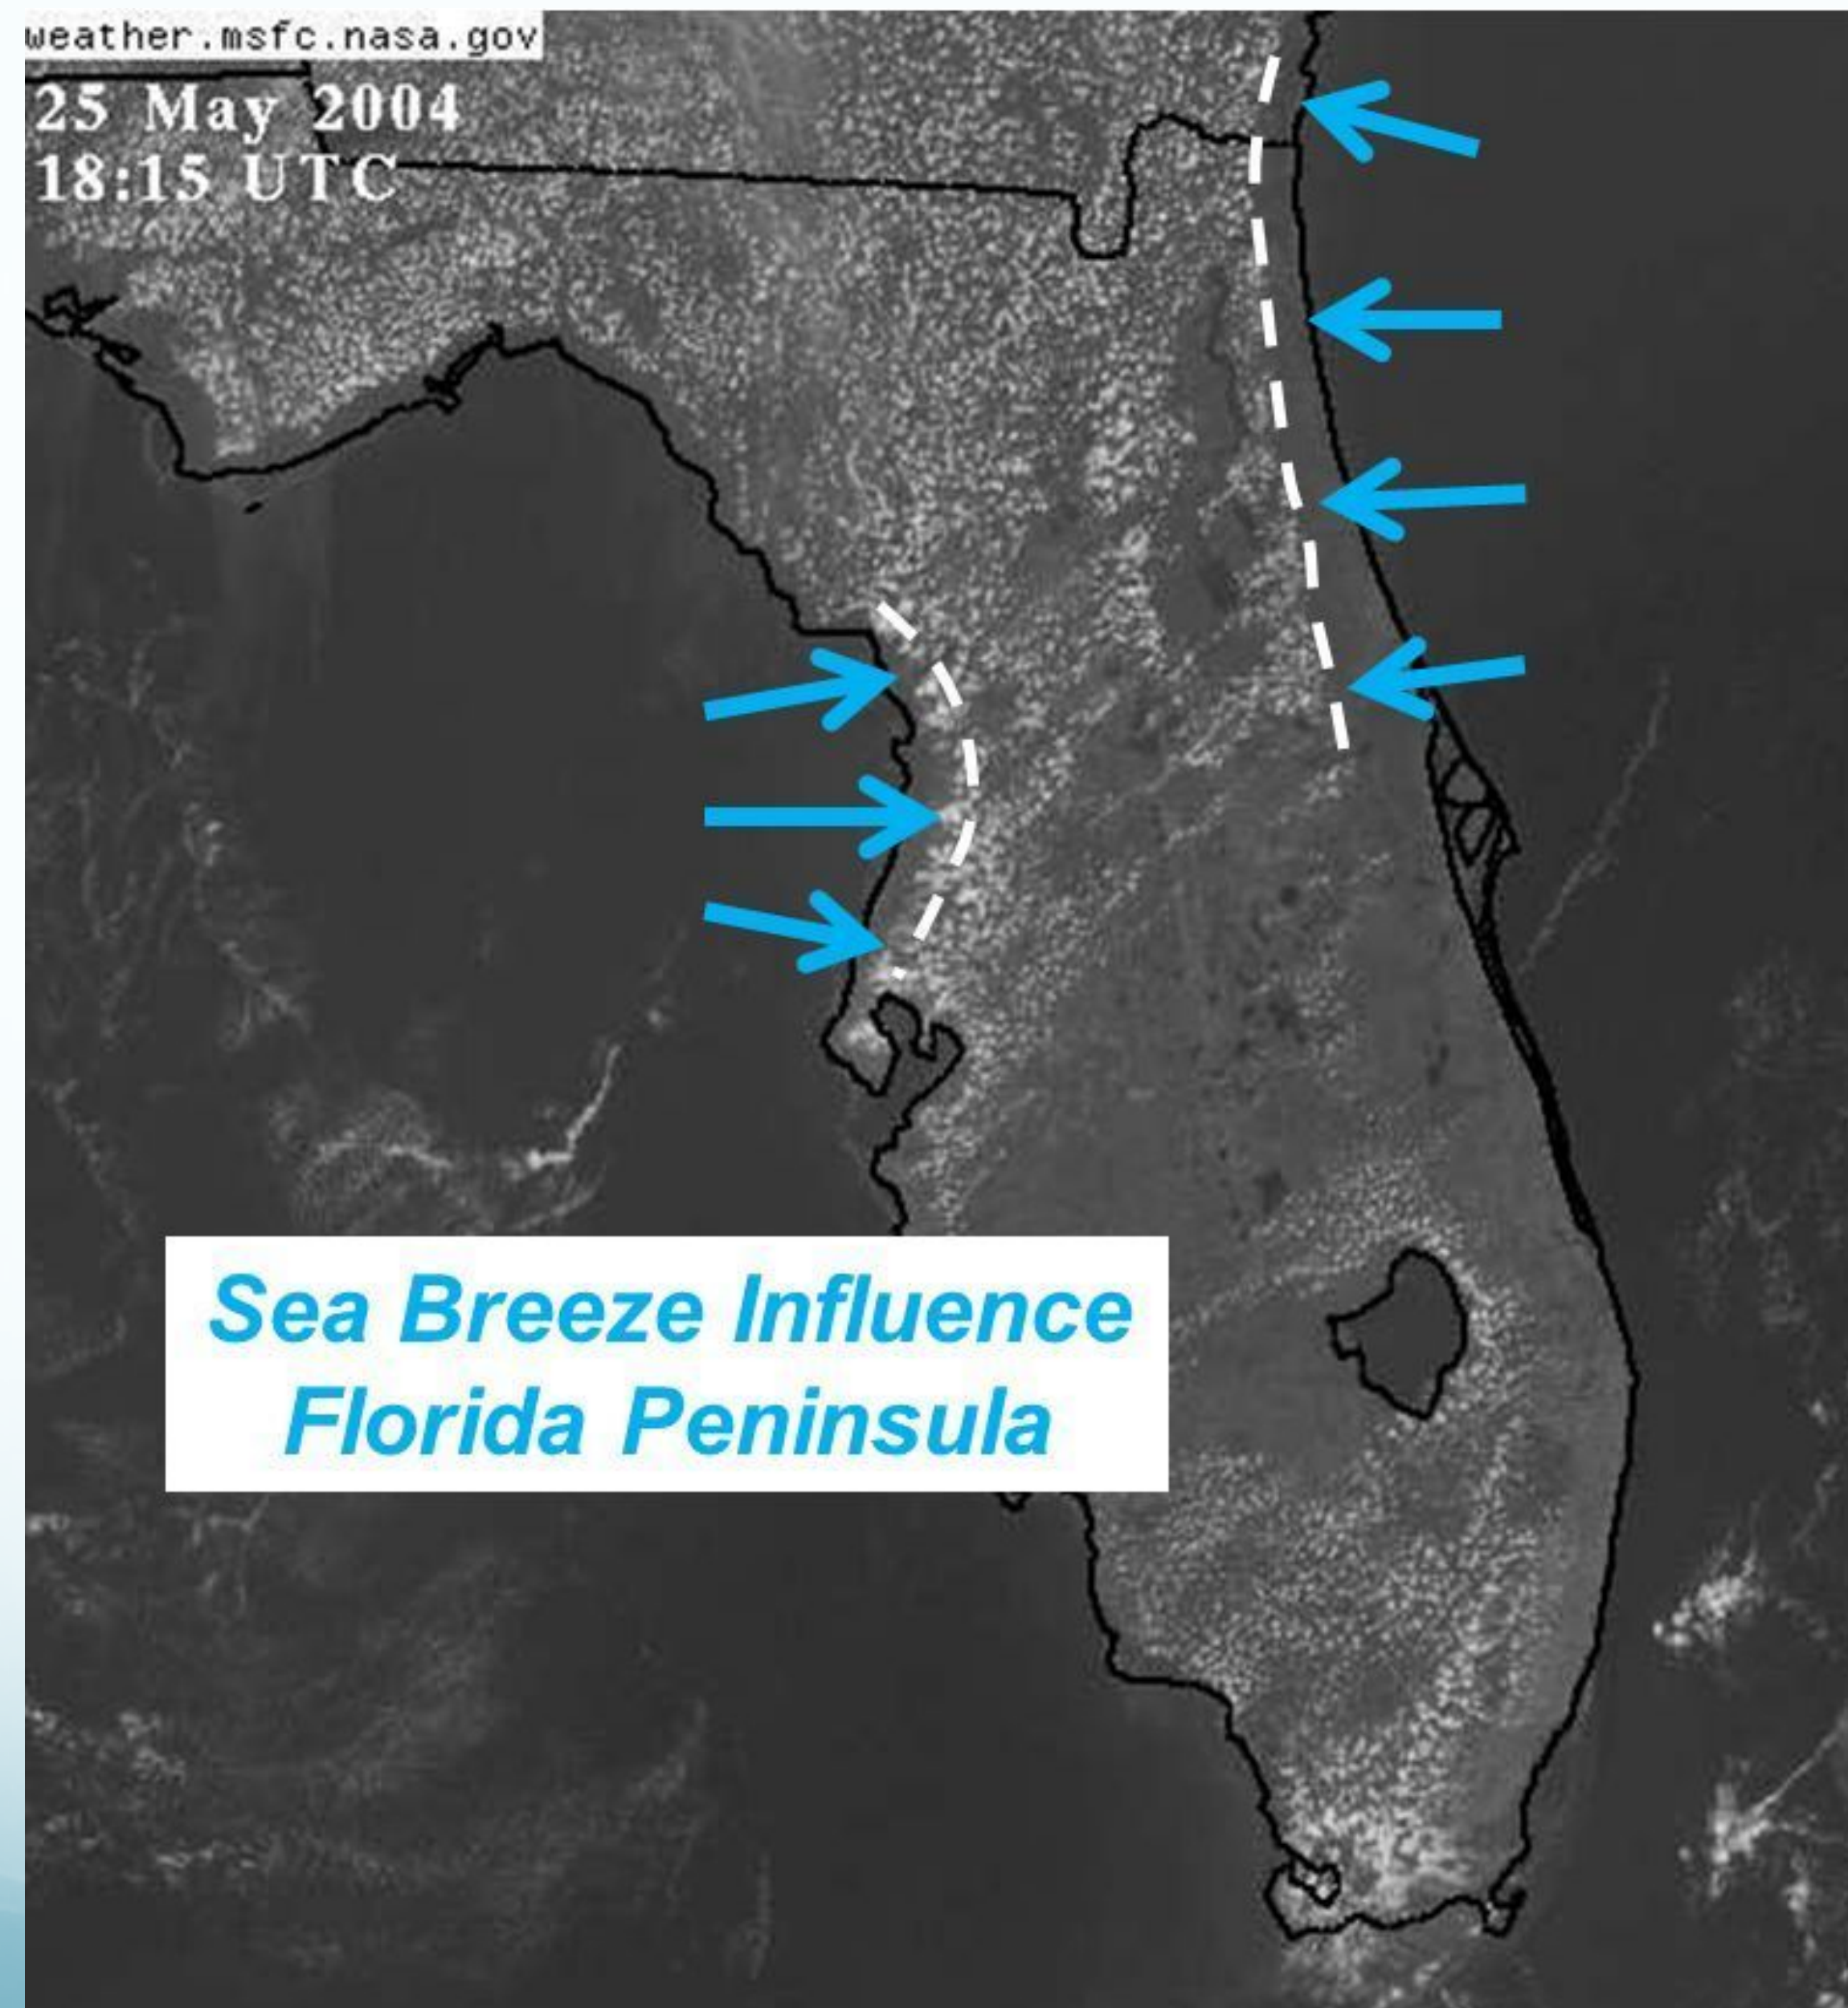 weather.msfc.nasa.gov
25 May 2004
18:15 UTC
Sea Breeze Influence
Florida Peninsula